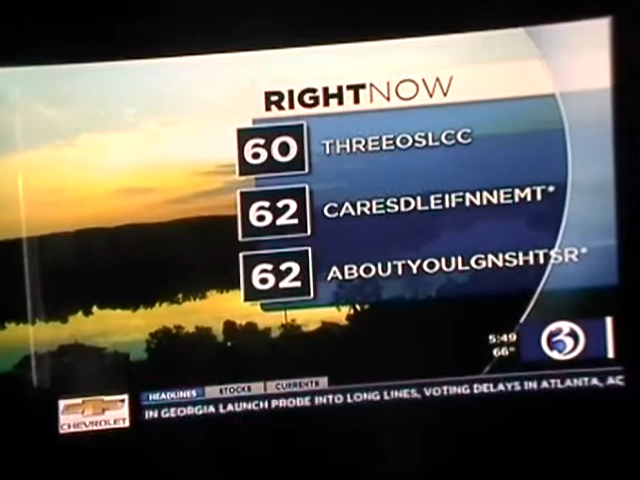 RIGHTNOW
60 THREEOSLCC
62 CARESDLEIFNNEMT*
62 ABOUTYOULGNSHTSR*
5:49
66°
3
HEADLINES STOCKS CURRENTS
CHEVROLET
IN GEORGIA LAUNCH PROBE INTO LONG LINES, VOTING DELAYS IN ATLANTA, AC